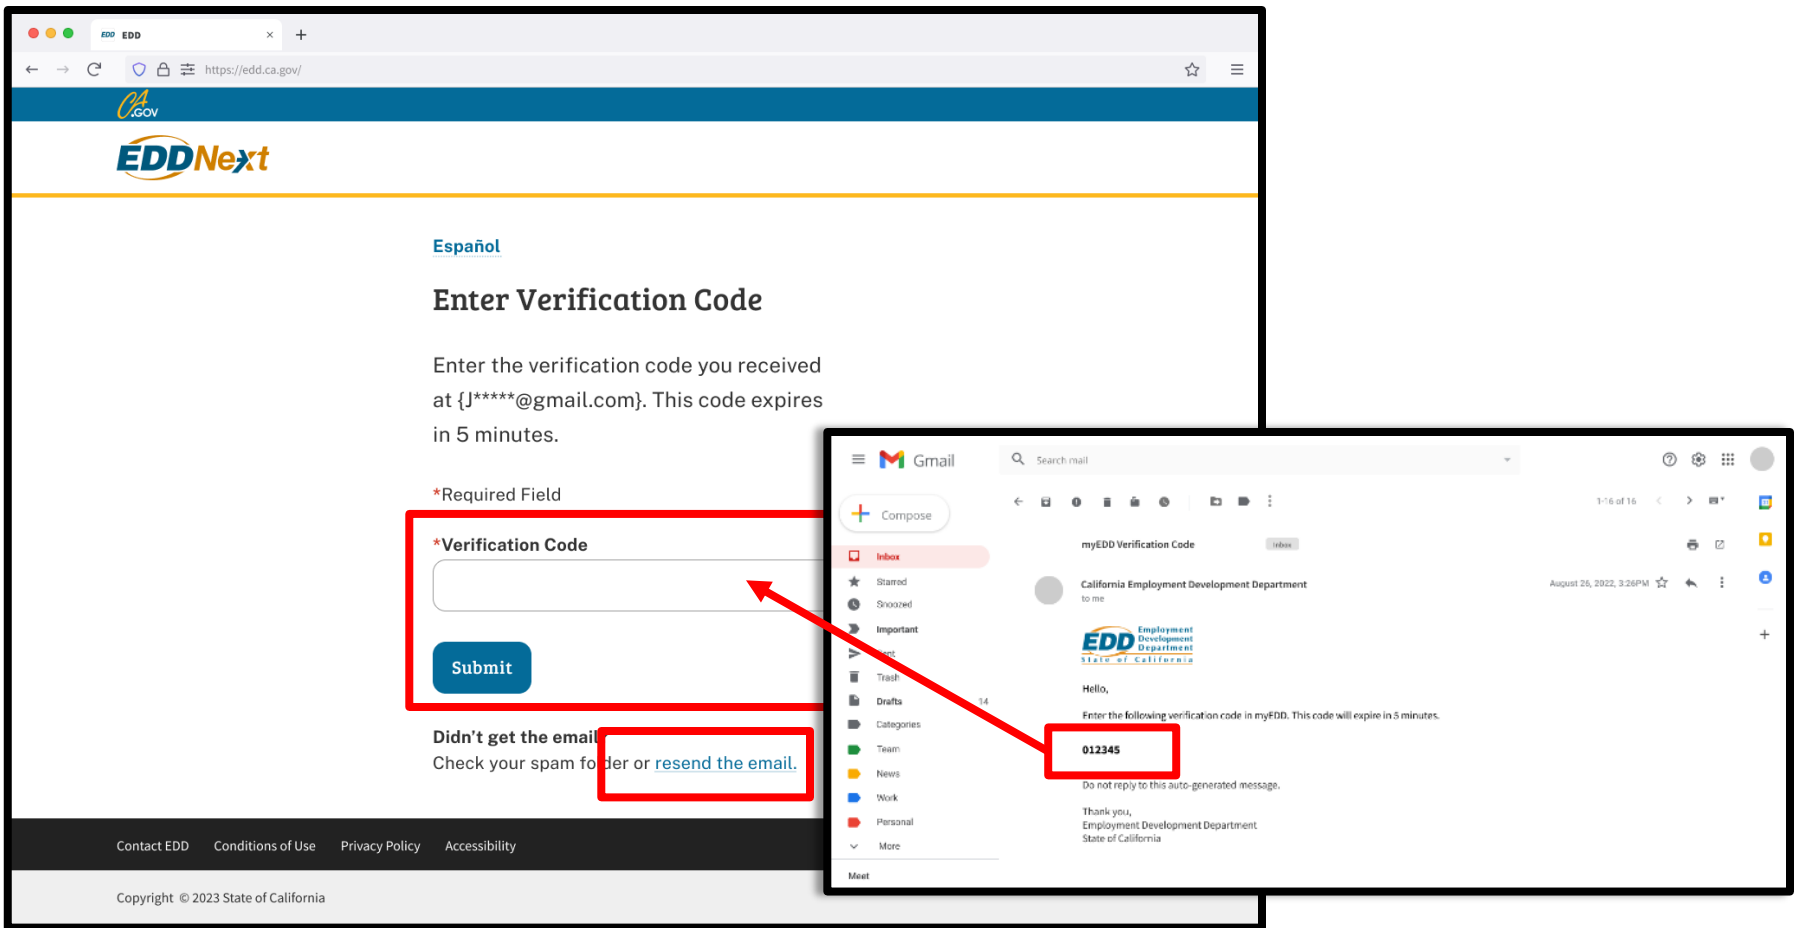 EDD EDD
https://edd.ca.gov/
CA
.GOV
EDDNext
Español
Enter Verification Code
Enter the verification code you received
at {J*****@gmail.com}. This code expires
in 5 minutes.
*Required Field
*Verification Code
Submit
Didn't get the email
Check your spam folder or resend the email.
Contact EDD Conditions of Use Privacy Policy Accessibility
Copyright © 2023 State of California
Gmail
Search mail
Compose
1-16 of 16
Inbox
Starred
Snoozed
Important
Sent
Trash
Drafts 14
Categories
Team
News
Work
Personal
More
Meet
myEDD Verification Code Inbox
California Employment Development Department
to me
August 26, 2022, 3:26PM
EDD
Employment
Development
Department
State of California
Hello,
Enter the following verification code in myEDD. This code will expire in 5 minutes.
012345
Do not reply to this auto-generated message.
Thank you,
Employment Development Department
State of California